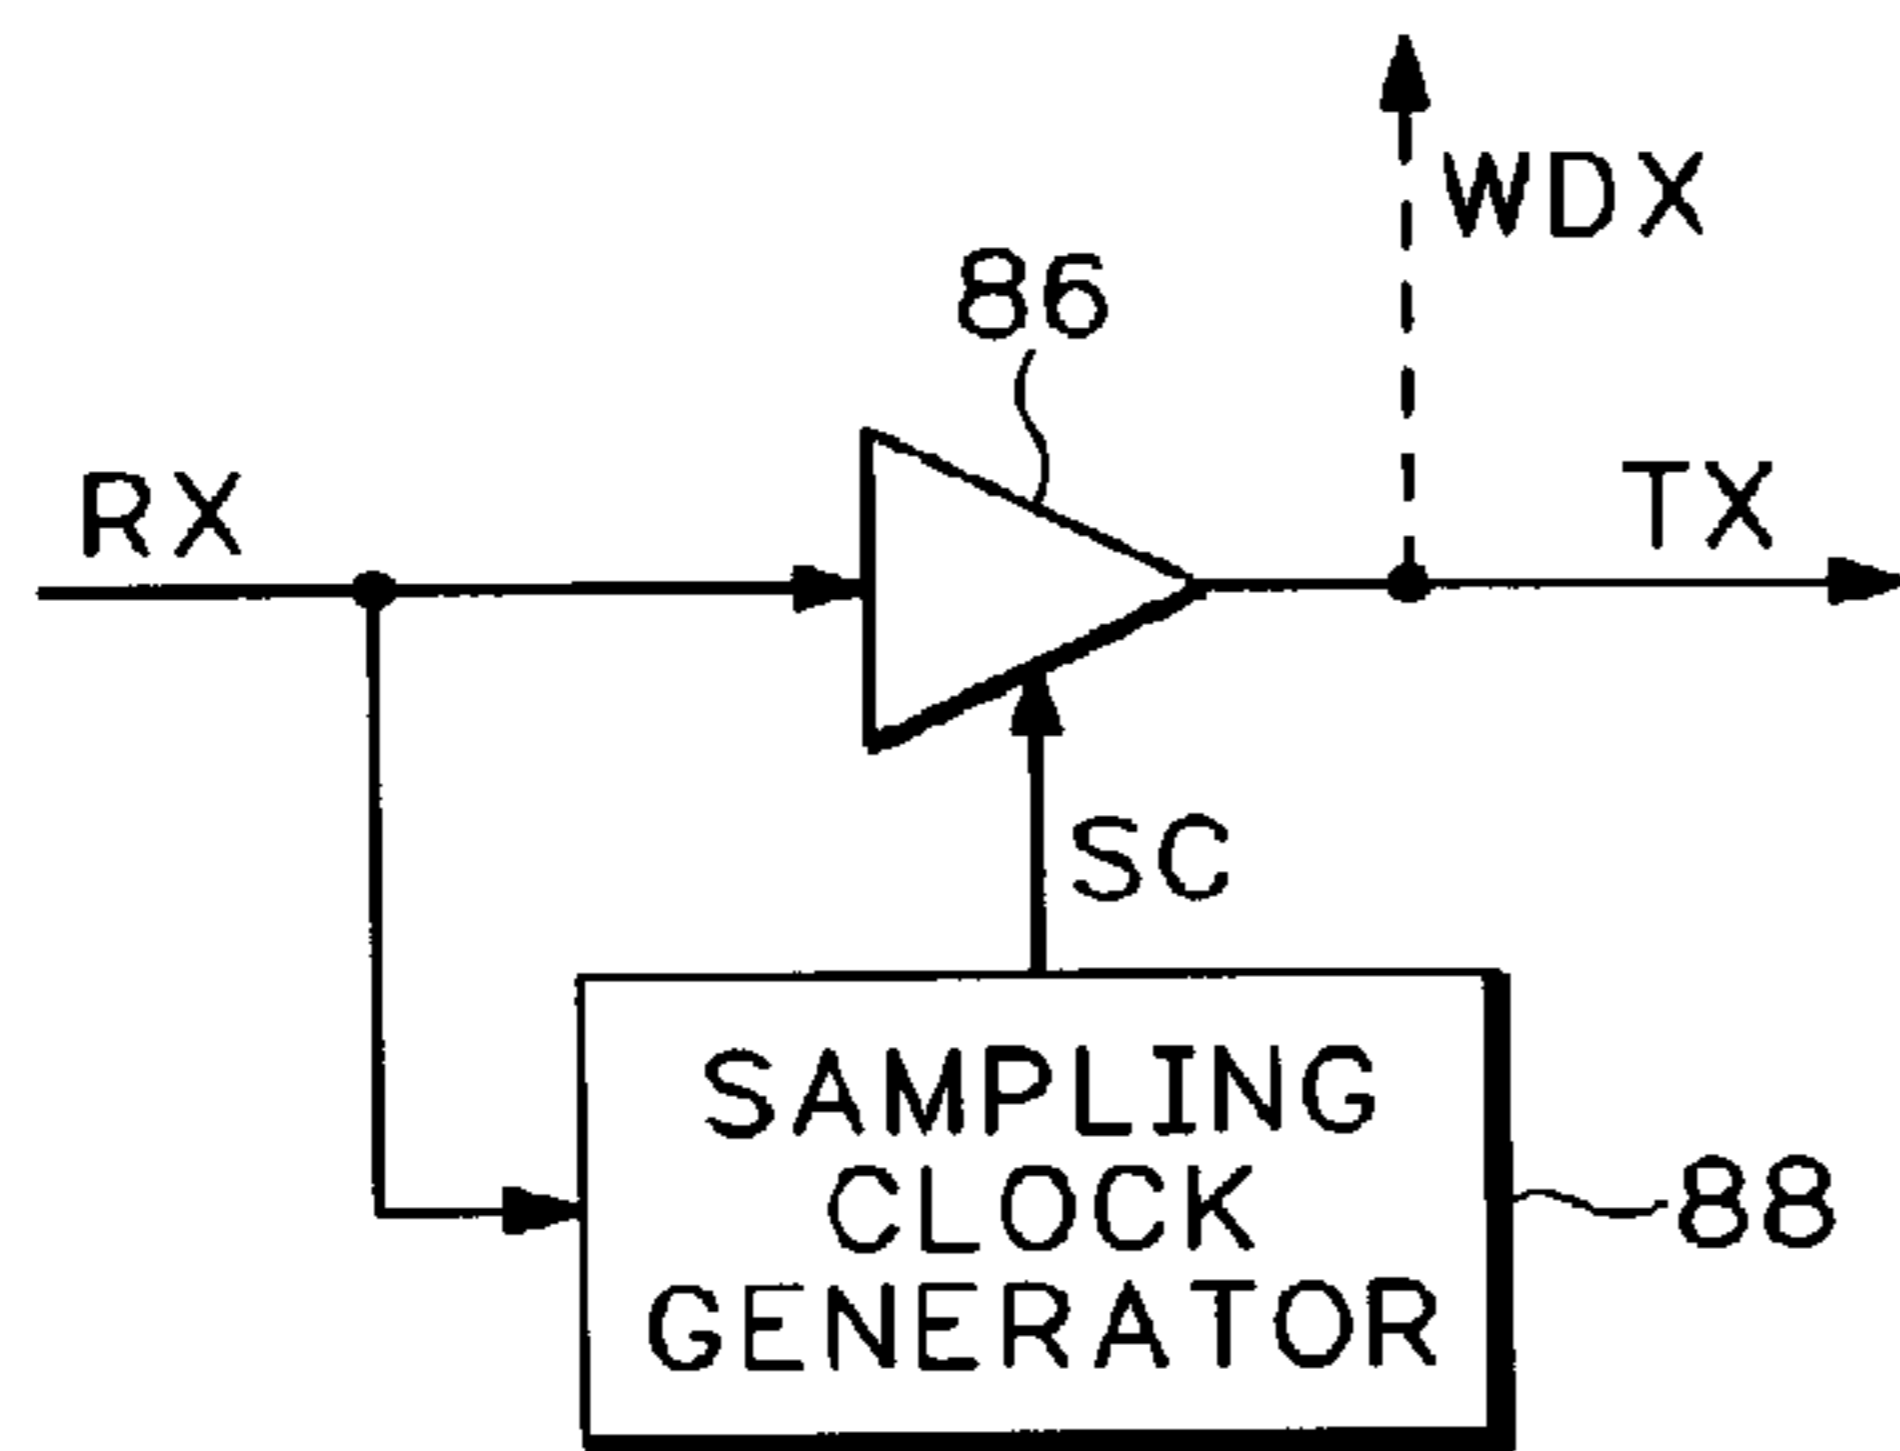 WDX
86
RX
TX
SC
SAMPLING
CLOCK
GENERATOR
88